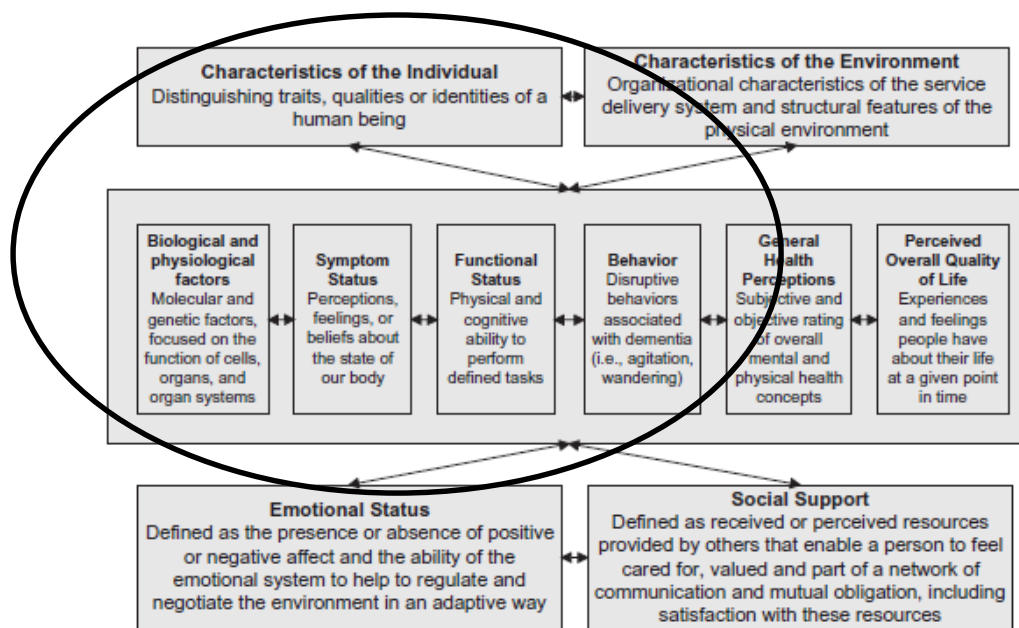 Characteristics of the Individual
Distinguishing traits, qualities or identities of a
human being
Characteristics of the Environment
Organizational characteristics of the service
delivery system and structural features of the
physical environment
Biological and
physiological
factors
Molecular and
genetic factors,
focused on the
function of cells,
organs, and
organ systems
Symptom
Status
Perceptions,
feelings, or
beliefs about
the state of
our body
Functional
Status
Physical and
cognitive
ability to
perform
defined tasks
Behavior
Disruptive
behaviors
associated
with dementia
(i.e., agitation,
wandering)
General
Health
Perceptions
Subjective and
objective rating
of overall
mental and
physical health
concepts
Perceived
Overall Quality
of Life
Experiences
and feelings
people have
about their life
at a given point
in time
Emotional Status
Defined as the presence or absence of positive
or negative affect and the ability of the
emotional system to help to regulate and
negotiate the environment in an adaptive way
Social Support
Defined as received or perceived resources
provided by others that enable a person to feel
cared for, valued and part of a network of
communication and mutual obligation, including
satisfaction with these resources